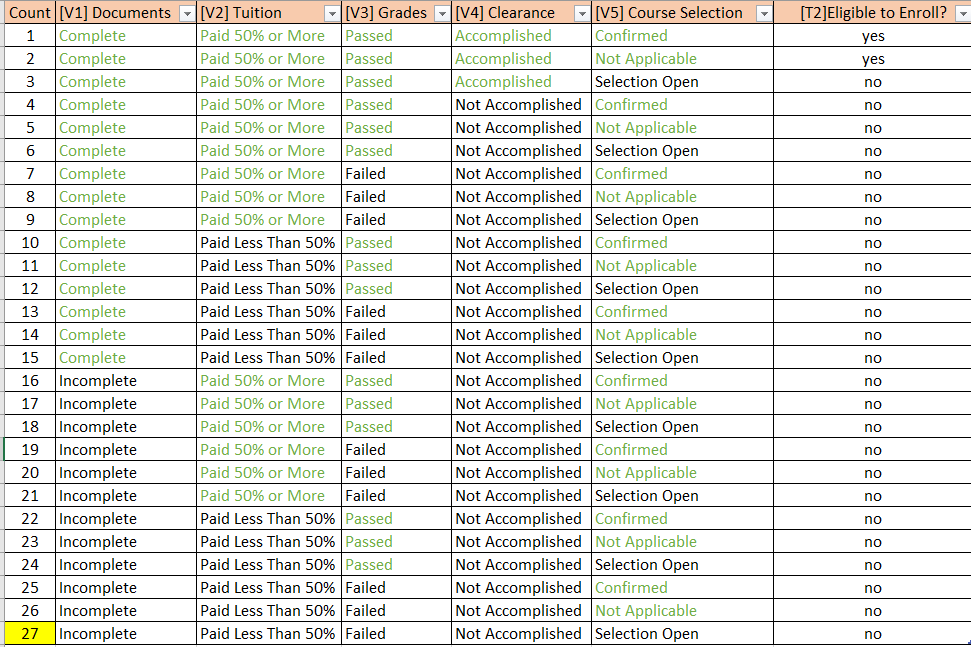 Count [V1] Documents [V2] Tuition [V3] Grades [V4] Clearance [V5] Course Selection [T2]Eligible to Enroll?
1 Complete Paid 50% or More Passed Accomplished Confirmed yes
2 Complete Paid 50% or More Passed Accomplished Not Applicable yes
3 Complete Paid 50% or More Passed Accomplished Selection Open no
4 Complete Paid 50% or More Passed Not Accomplished Confirmed no
5 Complete Paid 50% or More Passed Not Accomplished Not Applicable no
6 Complete Paid 50% or More Passed Not Accomplished Selection Open no
7 Complete Paid 50% or More Failed Not Accomplished Confirmed no
8 Complete Paid 50% or More Failed Not Accomplished Not Applicable no
9 Complete Paid 50% or More Failed Not Accomplished Selection Open no
10 Complete Paid Less Than 50% Passed Not Accomplished Confirmed no
11 Complete Paid Less Than 50% Passed Not Accomplished Not Applicable no
12 Complete Paid Less Than 50% Passed Not Accomplished Selection Open no
13 Complete Paid Less Than 50% Failed Not Accomplished Confirmed no
14 Complete Paid Less Than 50% Failed Not Accomplished Not Applicable no
15 Complete Paid Less Than 50% Failed Not Accomplished Selection Open no
16 Incomplete Paid 50% or More Passed Not Accomplished Confirmed no
17 Incomplete Paid 50% or More Passed Not Accomplished Not Applicable no
18 Incomplete Paid 50% or More Passed Not Accomplished Selection Open no
19 Incomplete Paid 50% or More Failed Not Accomplished Confirmed no
20 Incomplete Paid 50% or More Failed Not Accomplished Not Applicable no
21 Incomplete Paid 50% or More Failed Not Accomplished Selection Open no
22 Incomplete Paid Less Than 50% Passed Not Accomplished Confirmed no
23 Incomplete Paid Less Than 50% Passed Not Accomplished Not Applicable no
24 Incomplete Paid Less Than 50% Passed Not Accomplished Selection Open no
25 Incomplete Paid Less Than 50% Failed Not Accomplished Confirmed no
26 Incomplete Paid Less Than 50% Failed Not Accomplished Not Applicable no
27 Incomplete Paid Less Than 50% Failed Not Accomplished Selection Open no